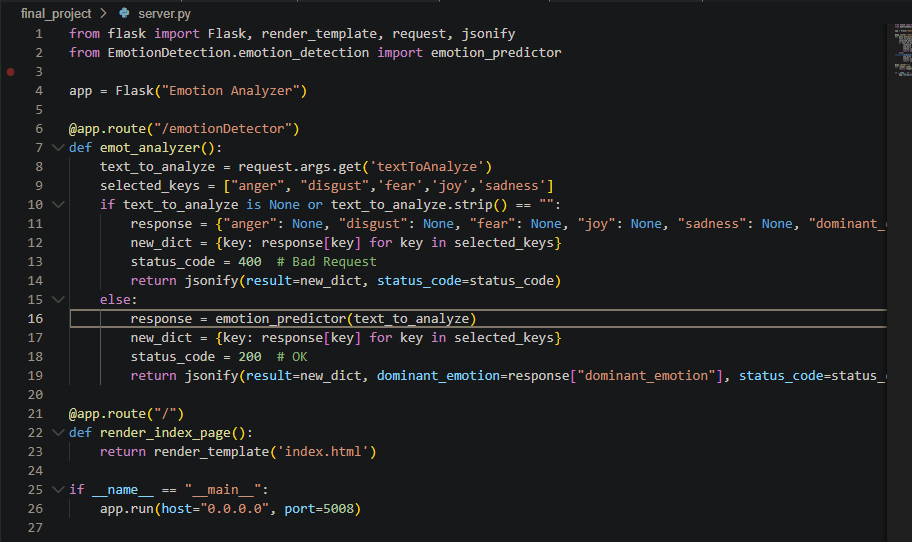 final_project > server.py
1 from flask import Flask, render_template, request, jsonify
2 from EmotionDetection.emotion_detection import emotion_predictor
3
4 app = Flask("Emotion Analyzer")
5
6 @app.route("/emotionDetector")
7 def emot_analyzer():
8     text_to_analyze = request.args.get('textToAnalyze')
9     selected_keys = ["anger", "disgust",'fear','joy','sadness']
10     if text_to_analyze is None or text_to_analyze.strip() == "":
11         response = {"anger": None, "disgust": None, "fear": None, "joy": None, "sadness": None, "dominant_
12         new_dict = {key: response[key] for key in selected_keys}
13         status_code = 400  # Bad Request
14         return jsonify(result=new_dict, status_code=status_code)
15     else:
16         response = emotion_predictor(text_to_analyze)
17         new_dict = {key: response[key] for key in selected_keys}
18         status_code = 200  # OK
19         return jsonify(result=new_dict, dominant_emotion=response["dominant_emotion"], status_code=status_
20
21 @app.route("/")
22 def render_index_page():
23     return render_template('index.html')
24
25 if __name__ == "__main__":
26     app.run(host="0.0.0.0", port=5008)
27